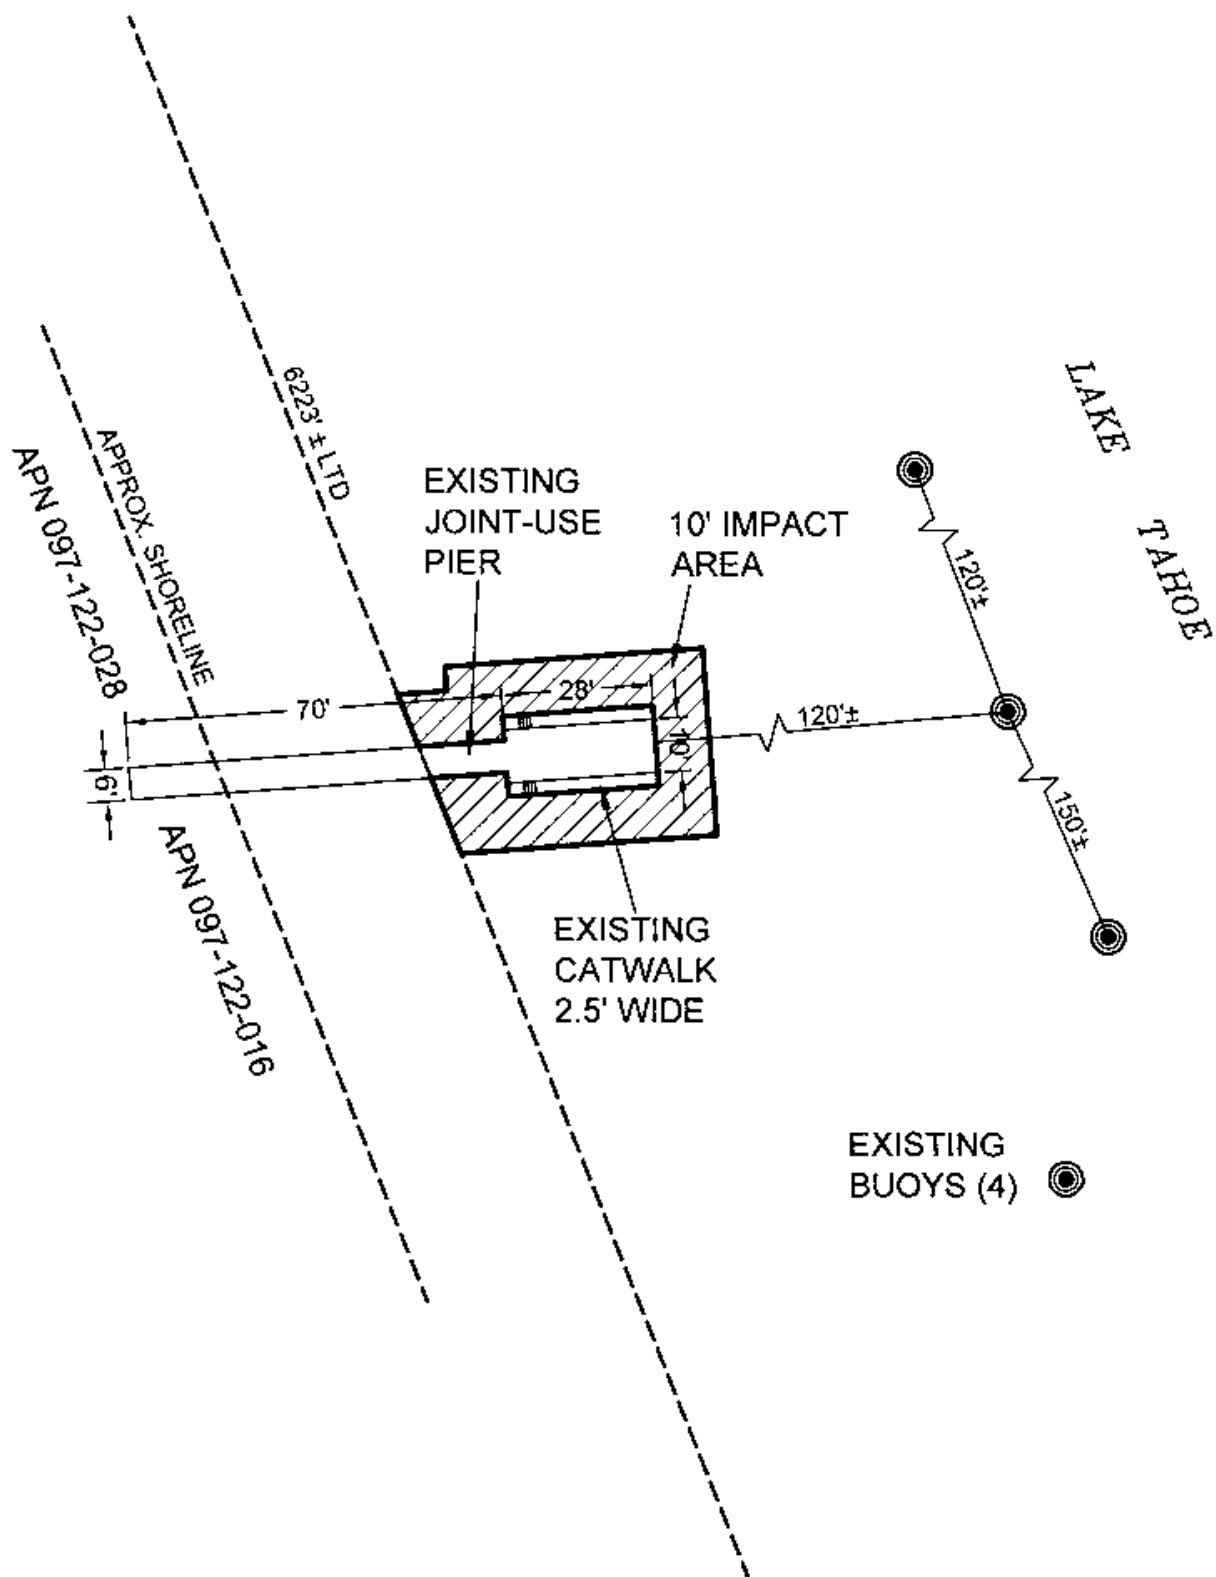 LAKE
TAHOE
6223' ± LTD
APPROX. SHORELINE
APN 097-122-028
EXISTING
JOINT-USE
PIER
10' IMPACT
AREA
120'±
70'
28'
120'±
10'
6'
150'±
APN 097-122-016
EXISTING
CATWALK
2.5' WIDE
EXISTING
BUOYS (4)